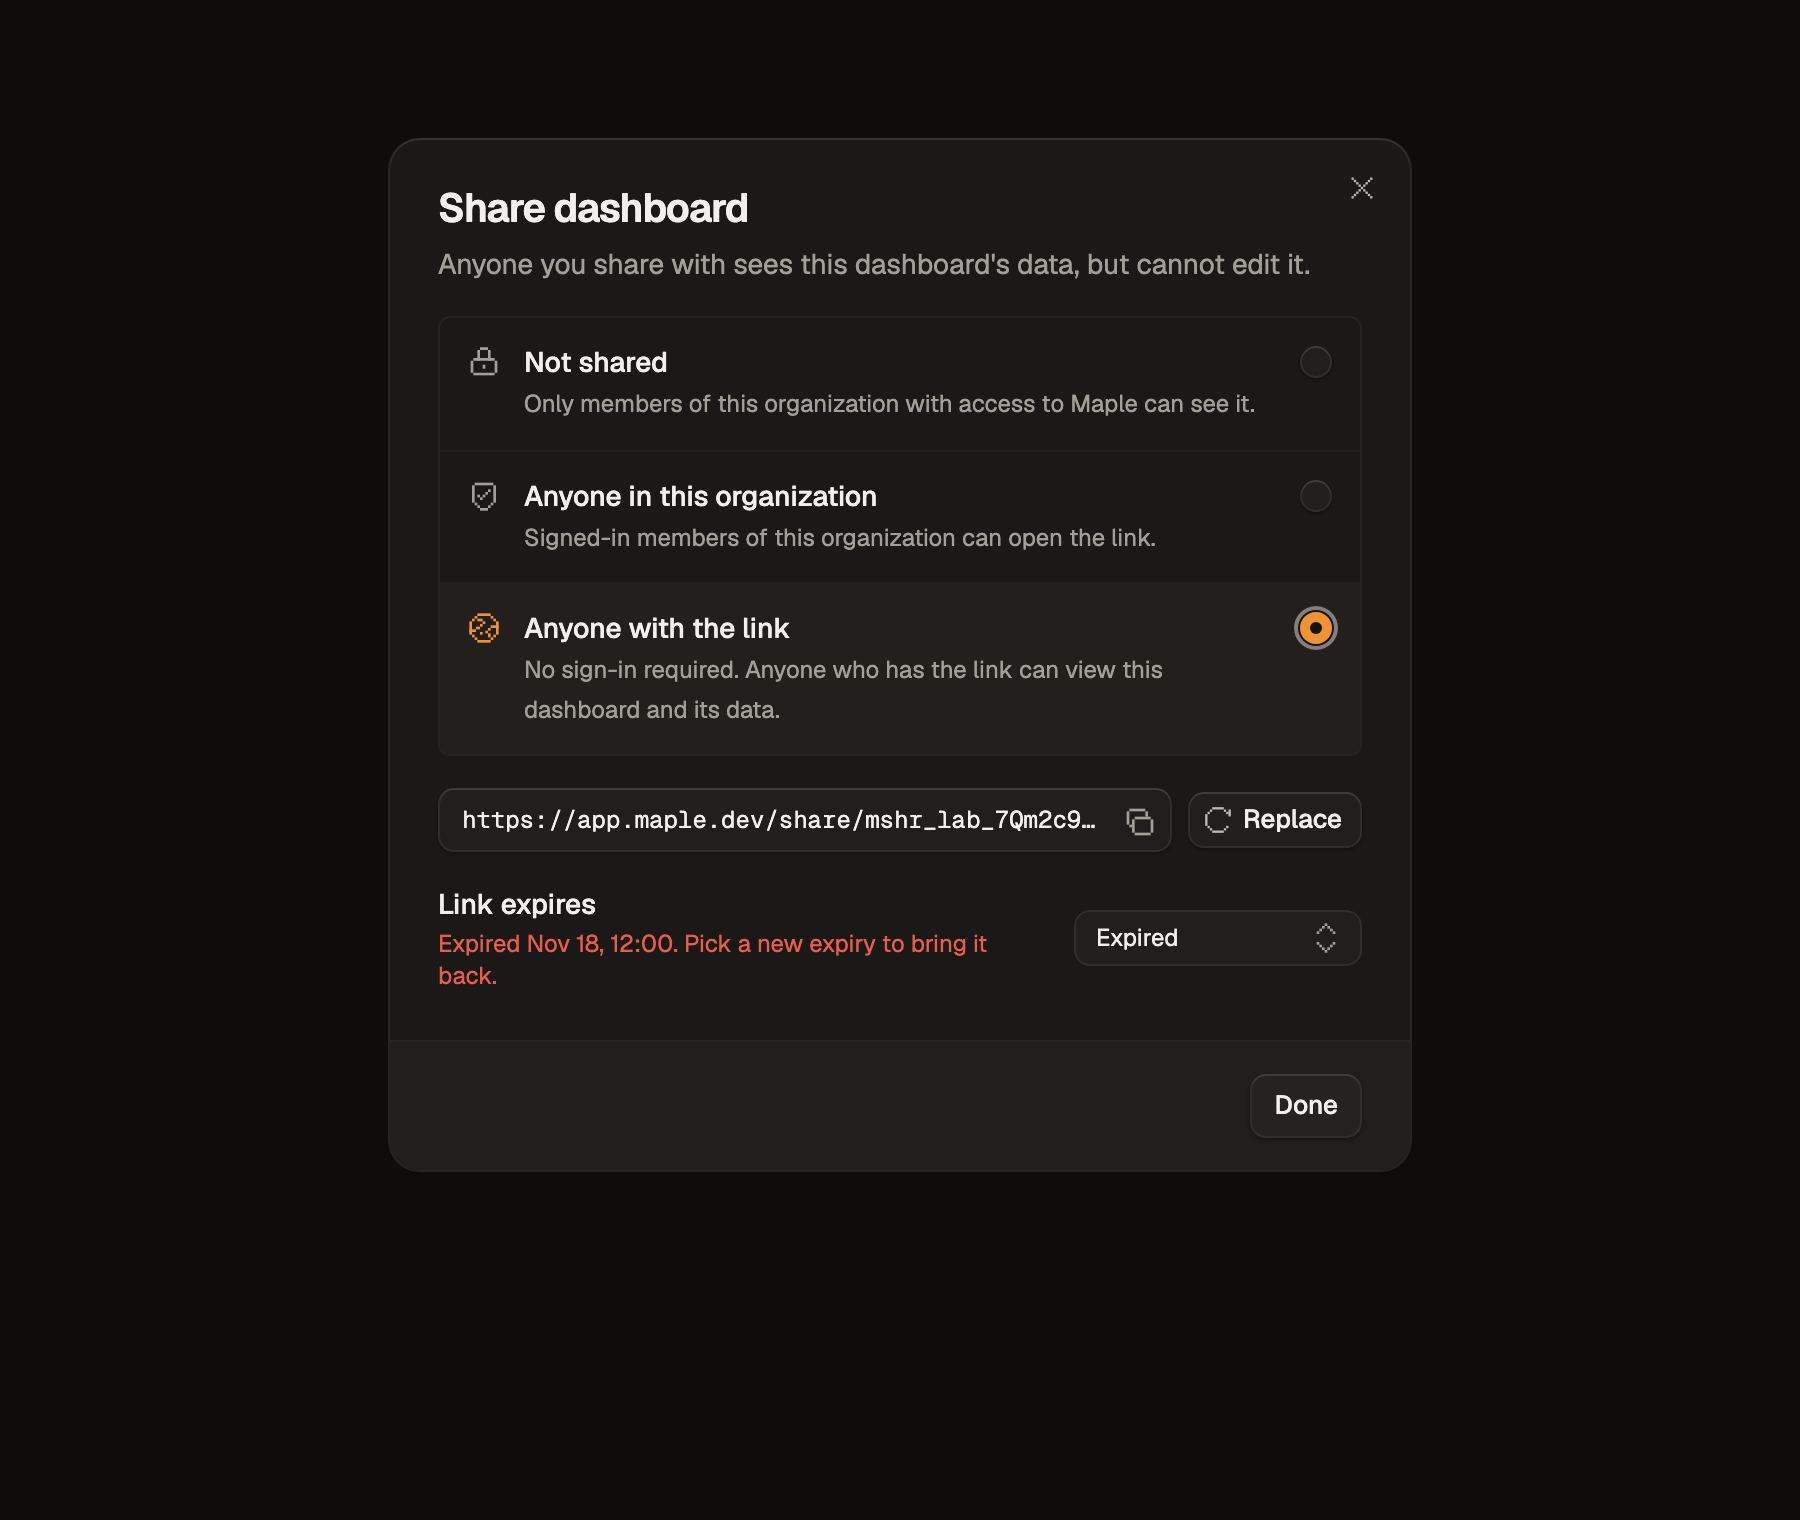 Share dashboard
Anyone you share with sees this dashboard's data, but cannot edit it.
Not shared
Only members of this organization with access to Maple can see it.
Anyone in this organization
Signed-in members of this organization can open the link.
Anyone with the link
No sign-in required. Anyone who has the link can view this
dashboard and its data.
https://app.maple.dev/share/mshr_lab_7Qm2c9…
Replace
Link expires
Expired Nov 18, 12:00. Pick a new expiry to bring it
back.
Expired
Done